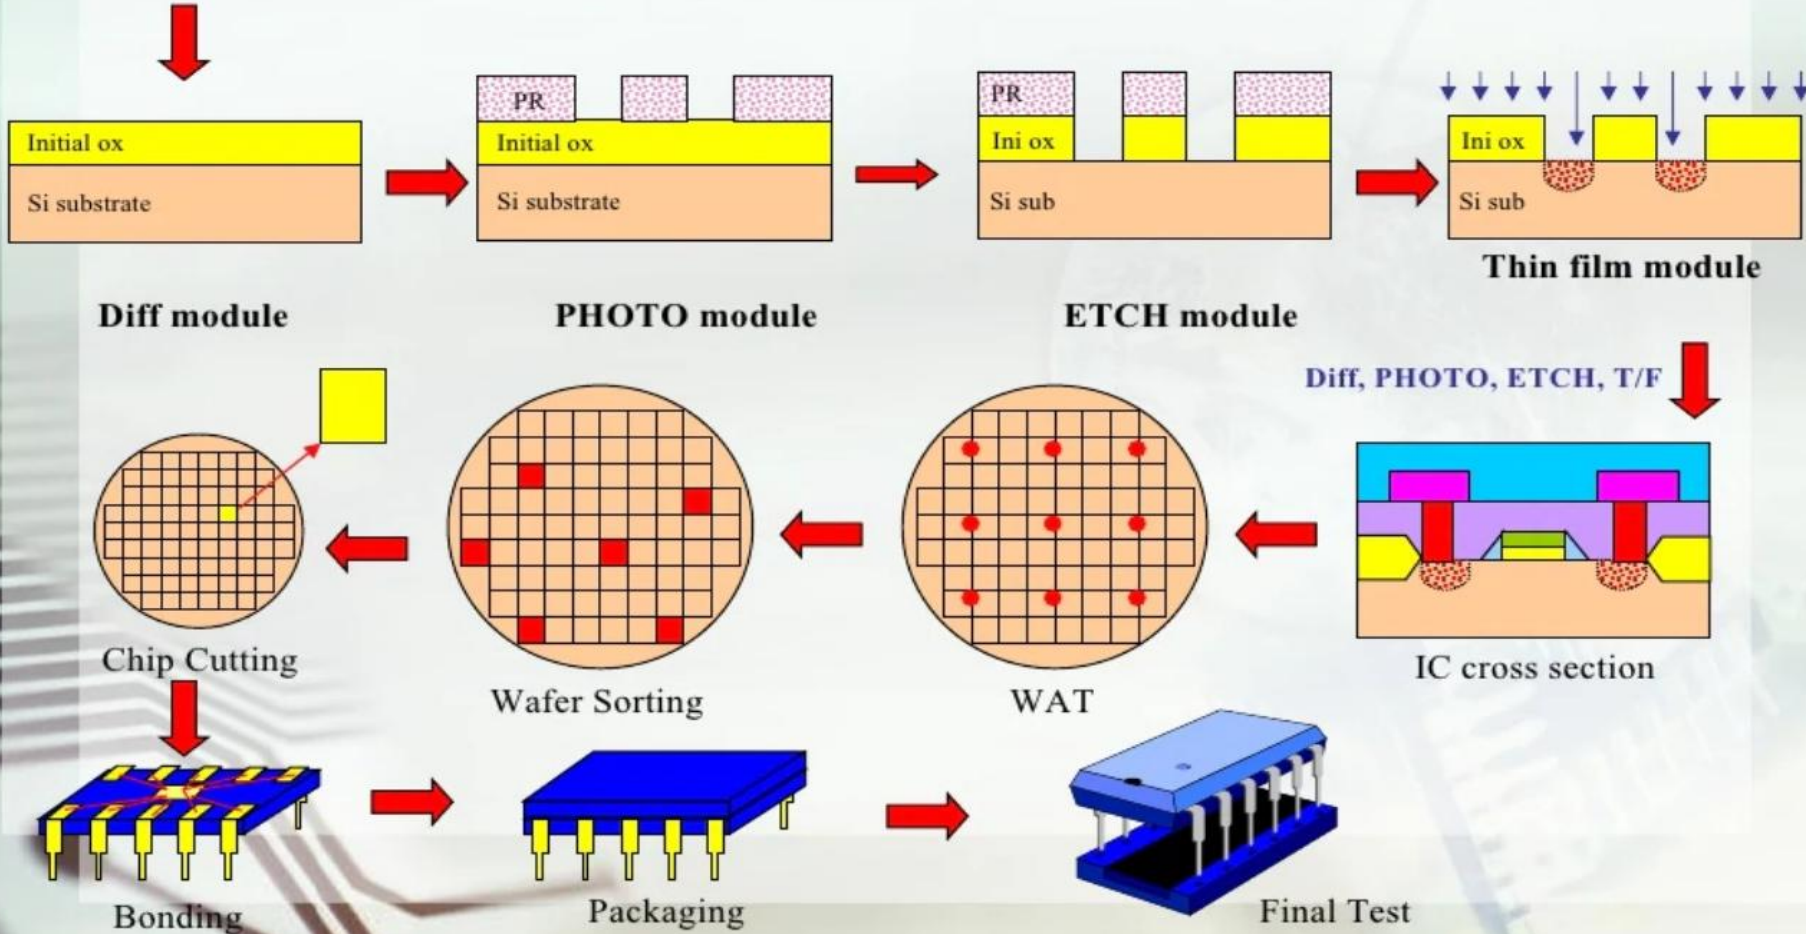 Initial ox
Si substrate
PR
Initial ox
Si substrate
PR
Ini ox
Si sub
Ini ox
Si sub
Thin film module
Diff module
PHOTO module
ETCH module
Diff, PHOTO, ETCH, T/F
Chip Cutting
Wafer Sorting
WAT
IC cross section
Bonding
Packaging
Final Test